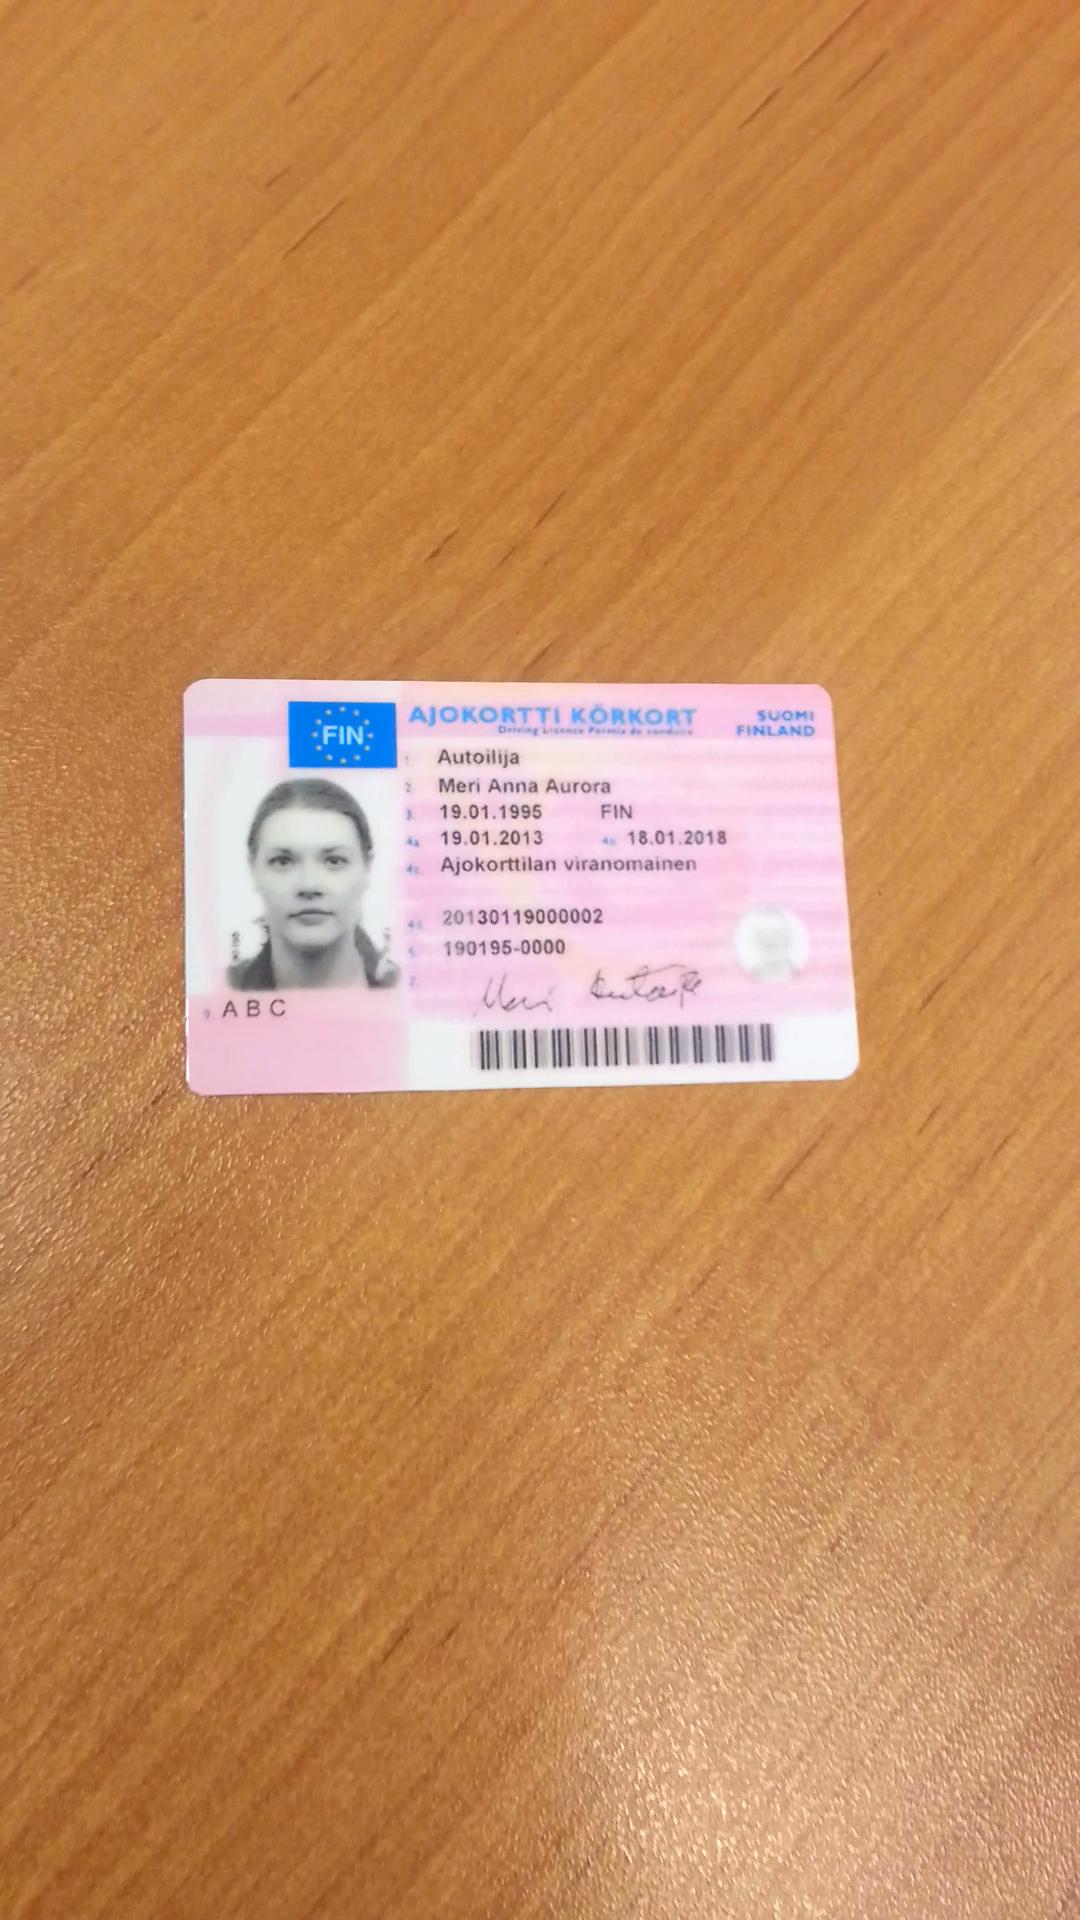 FIN
AJOKORTTI KÖRKORT
Driving Licence Permis de conduire
SUOMI
FINLAND
1. Autoilija
2. Meri Anna Aurora
3. 19.01.1995 FIN
4a. 19.01.2013 4b. 18.01.2018
4c. Ajokorttilan viranomainen
4d. 20130119000002
5. 190195-0000
7. Meri Autoilija
9. A B C